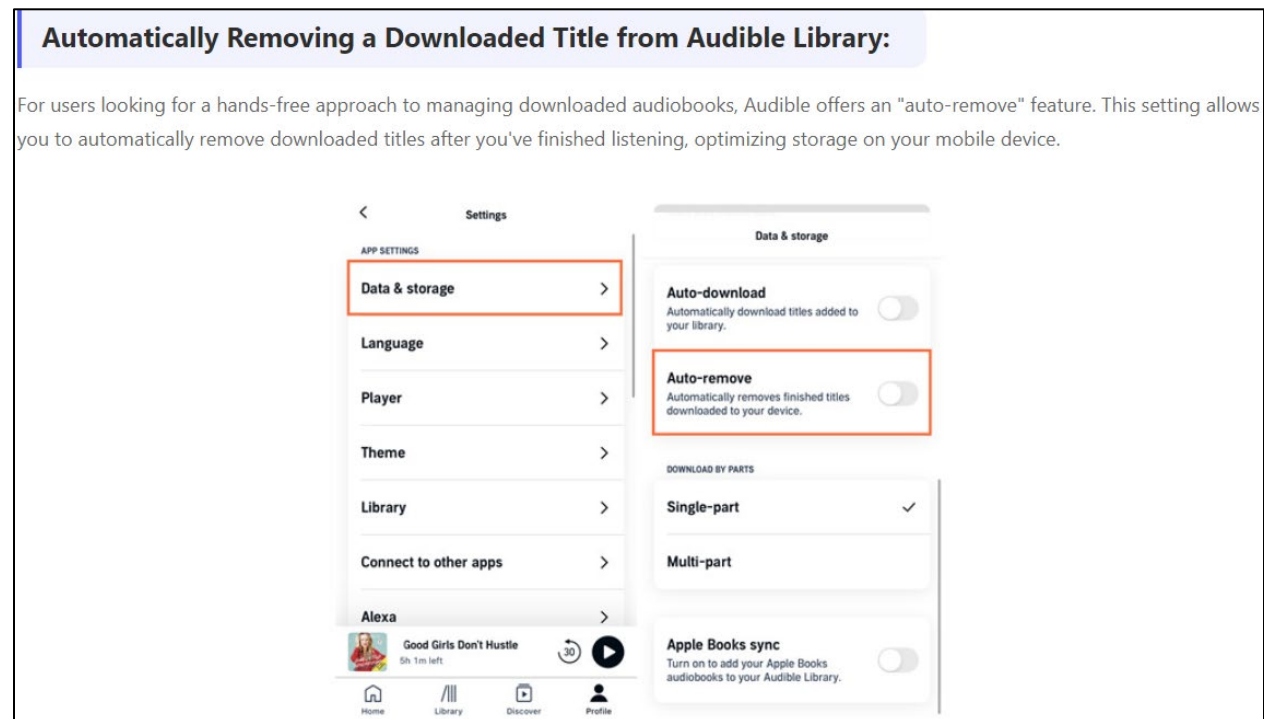 Automatically Removing a Downloaded Title from Audible Library:
For users looking for a hands-free approach to managing downloaded audiobooks, Audible offers an "auto-remove" feature. This setting allows
you to automatically remove downloaded titles after you've finished listening, optimizing storage on your mobile device.
Settings
APP SETTINGS
Data & storage
Language
Player
Theme
Library
Connect to other apps
Alexa
Good Girls Don't Hustle
5h 1m left
30
Home Library Discover Profile
Data & storage
Auto-download
Automatically download titles added to
your library.
Auto-remove
Automatically removes finished titles
downloaded to your device.
DOWNLOAD BY PARTS
Single-part
Multi-part
Apple Books sync
Turn on to add your Apple Books
audiobooks to your Audible Library.